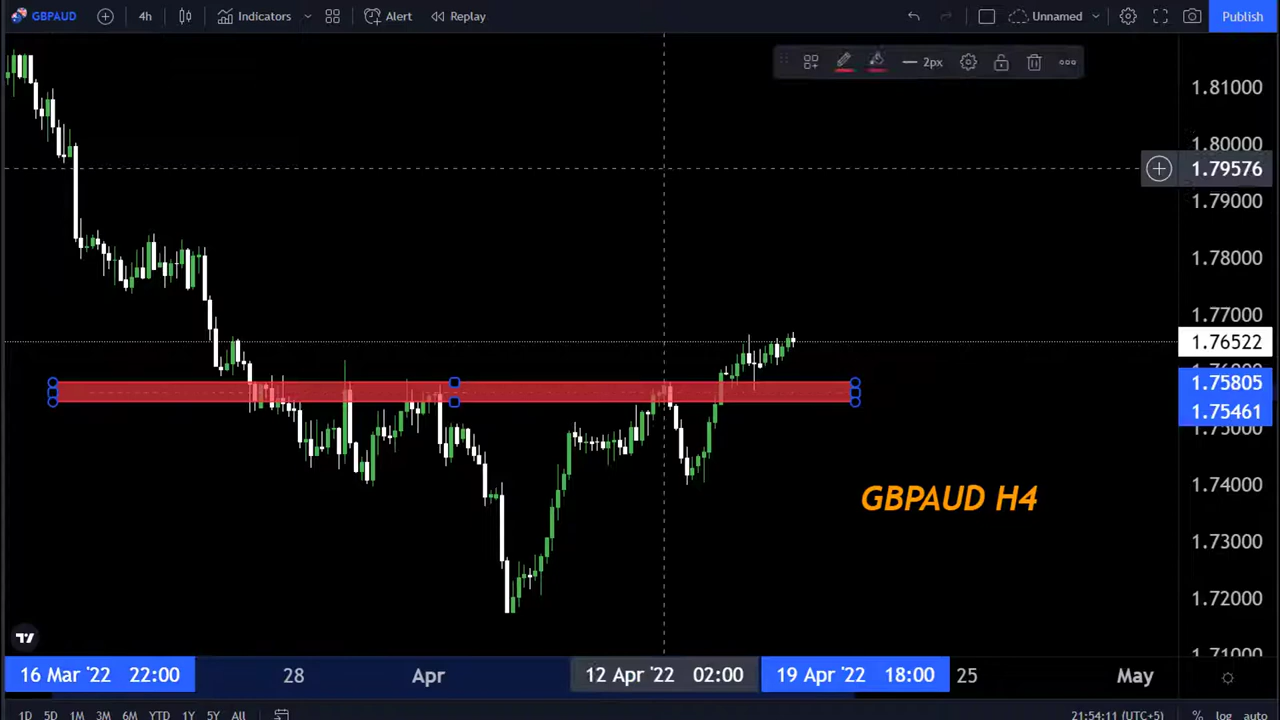 GBPAUD 4h Indicators Alert Replay Unnamed Publish
2px
1.81000
1.80000
1.79576
1.79000
1.78000
1.77000
1.76522
1.75805
1.75461
1.75000
1.74000
GBPAUD H4
1.73000
1.72000
1.71000
16 Mar '22 22:00 28 Apr 12 Apr '22 02:00 19 Apr '22 18:00 25 May
1D 5D 1M 3M 6M YTD 1Y 5Y All 21:54:11 (UTC+5) % log auto